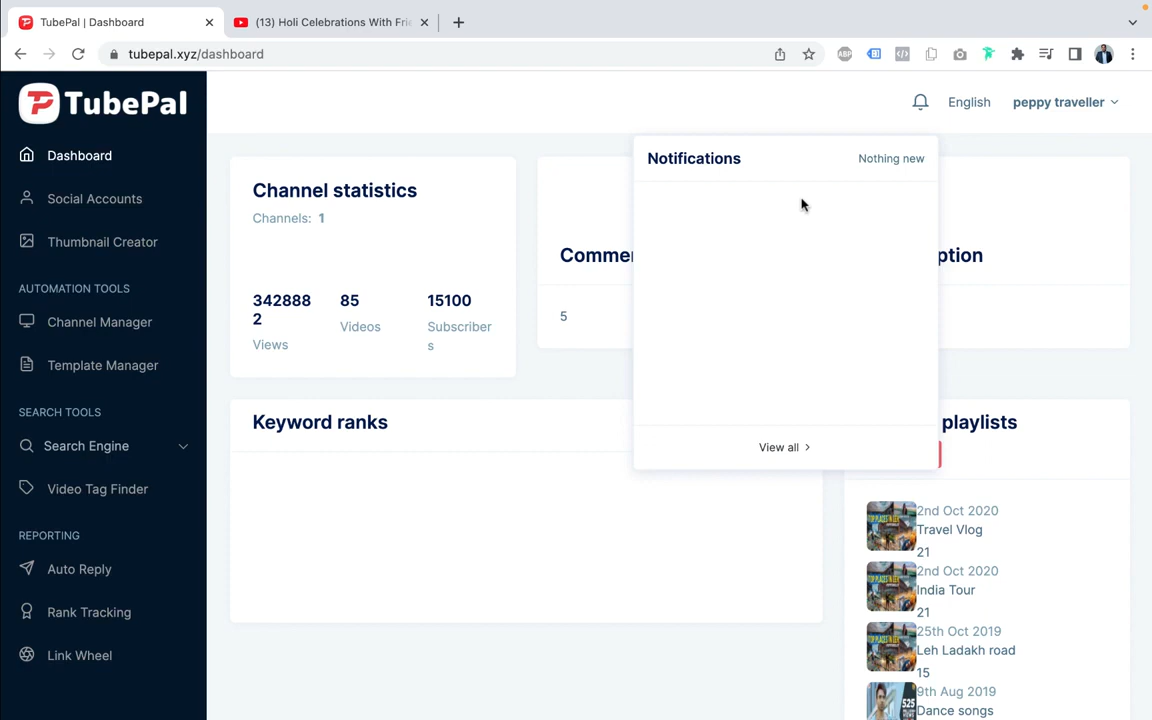 TubePal | Dashboard
(13) Holi Celebrations With Frie
tubepal.xyz/dashboard
ABP
TubePal
English
peppy traveller
Dashboard
Social Accounts
Thumbnail Creator
AUTOMATION TOOLS
Channel Manager
Template Manager
SEARCH TOOLS
Search Engine
Video Tag Finder
REPORTING
Auto Reply
Rank Tracking
Link Wheel
Channel statistics
Channels: 1
342888
2
Views
85
Videos
15100
Subscriber
s
Commer
5
ption
Notifications
Nothing new
View all
Keyword ranks
playlists
2nd Oct 2020
Travel Vlog
21
2nd Oct 2020
India Tour
21
25th Oct 2019
Leh Ladakh road
15
9th Aug 2019
Dance songs
525